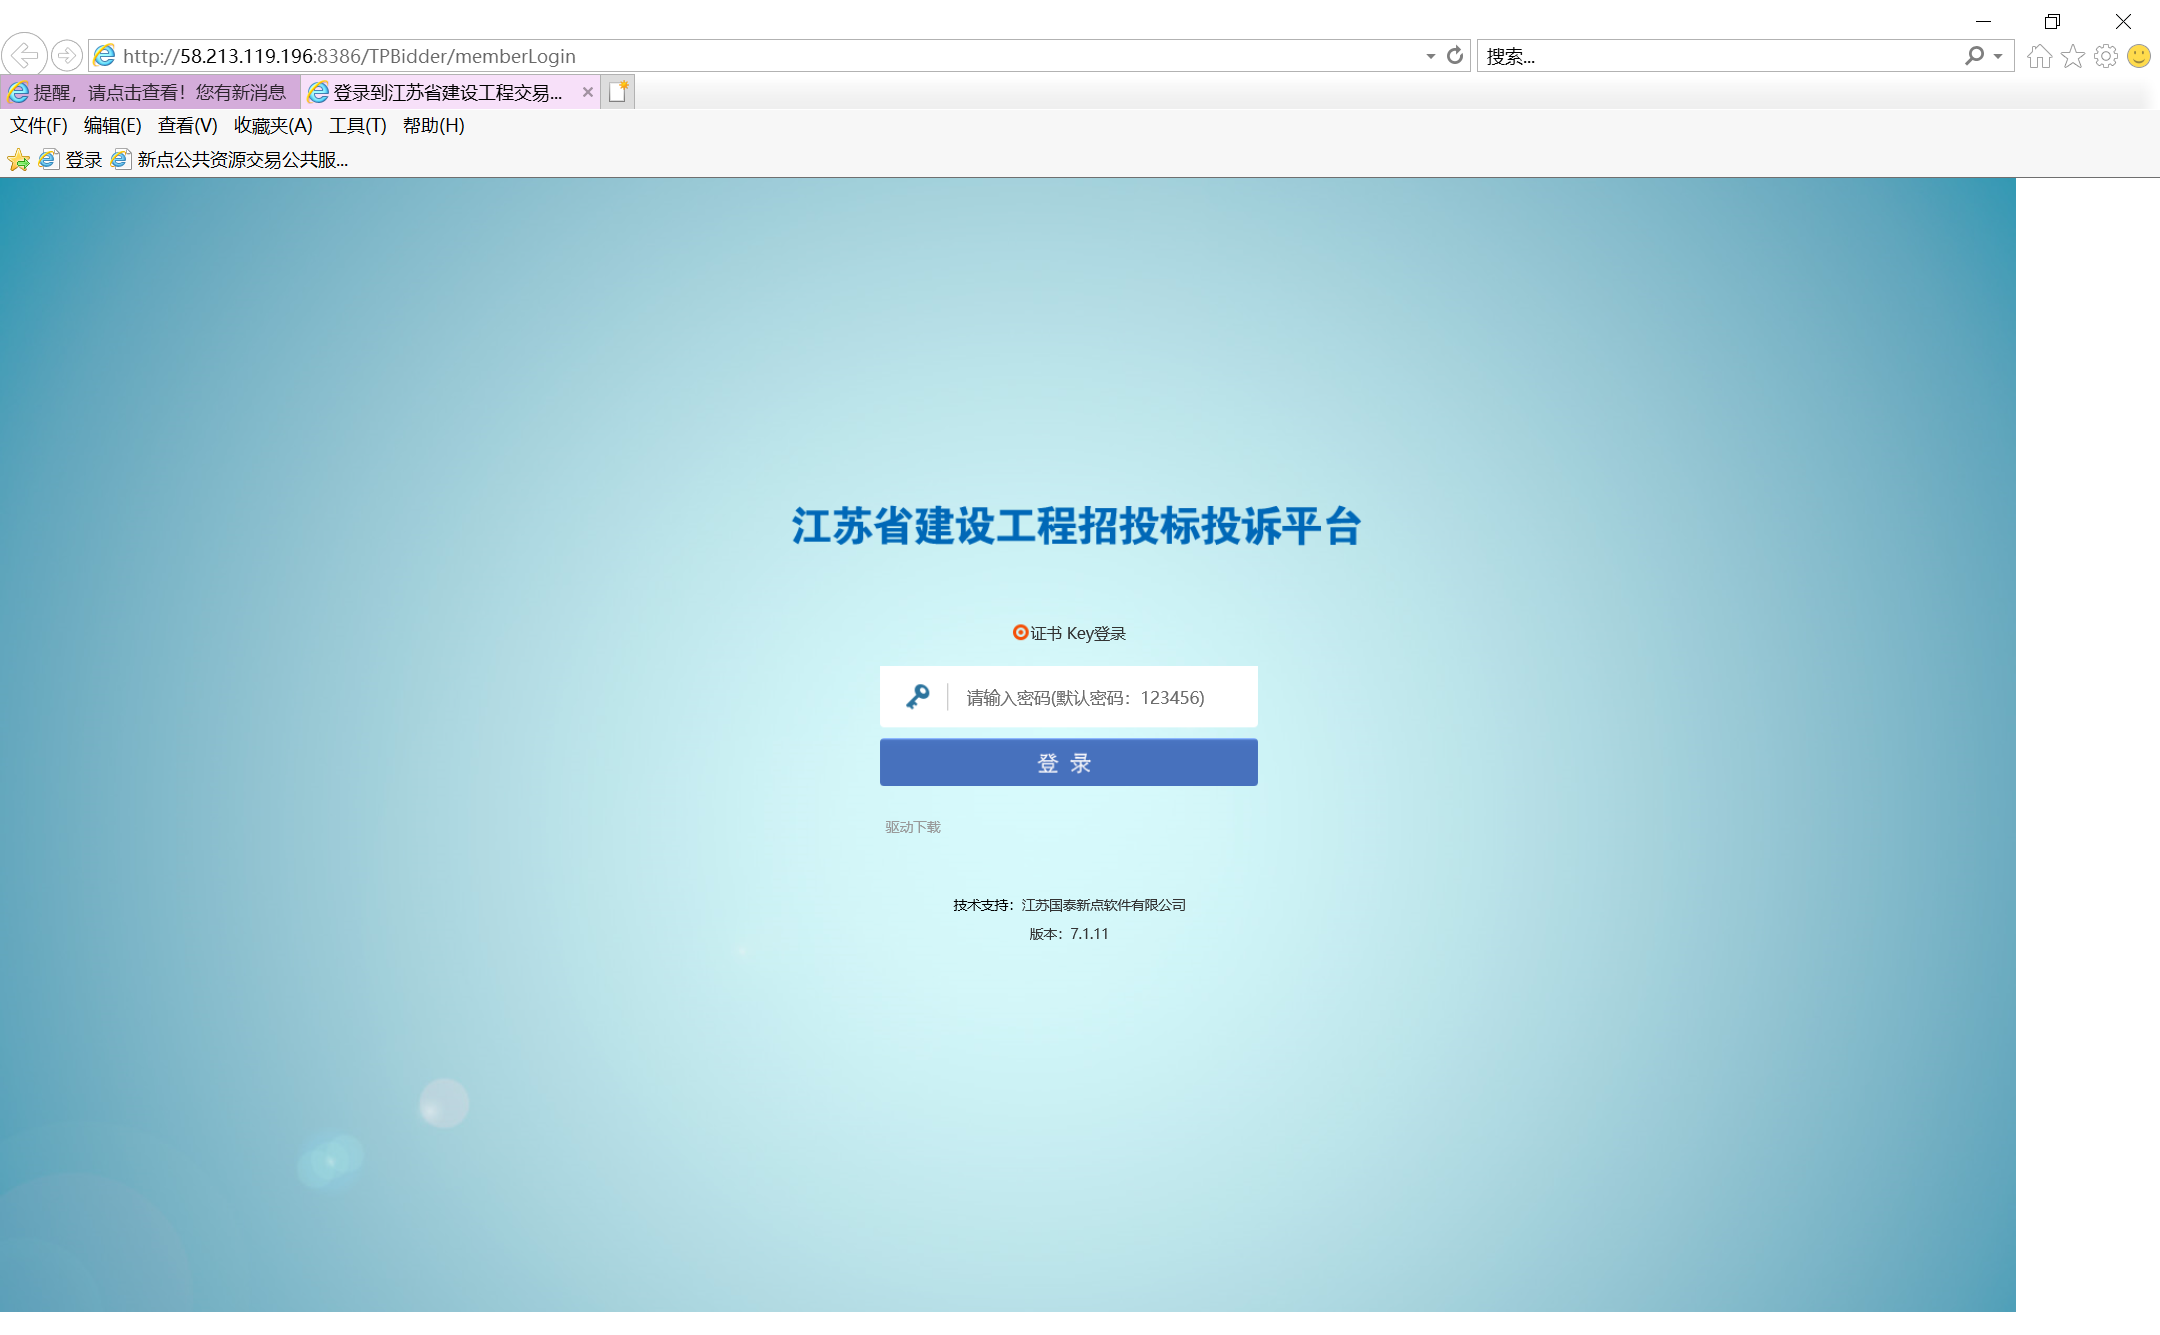 http://58.213.119.196:8386/TPBidder/memberLogin
搜索...
提醒，请点击查看！您有新消息
登录到江苏省建设工程交易...
文件(F) 编辑(E) 查看(V) 收藏夹(A) 工具(T) 帮助(H)
登录 新点公共资源交易公共服...
江苏省建设工程招投标投诉平台
证书 Key登录
请输入密码(默认密码：123456)
登 录
驱动下载
技术支持：江苏国泰新点软件有限公司
版本：7.1.11